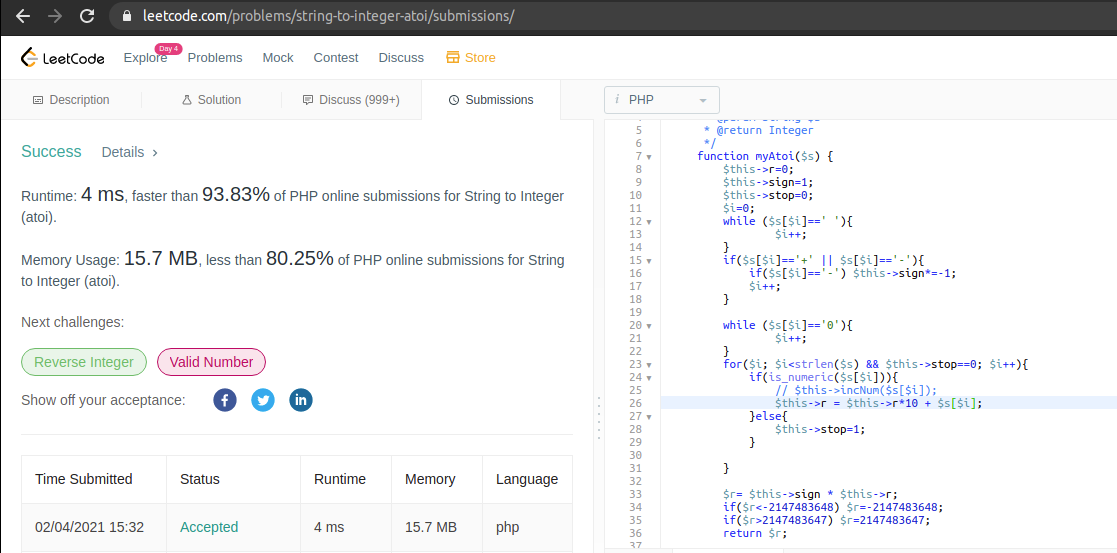 leetcode.com/problems/string-to-integer-atoi/submissions/
LeetCode Explore Day 4 Problems Mock Contest Discuss Store
Description Solution Discuss (999+) Submissions
i PHP
Success Details >
Runtime: 4 ms, faster than 93.83% of PHP online submissions for String to Integer
(atoi).
Memory Usage: 15.7 MB, less than 80.25% of PHP online submissions for String
to Integer (atoi).
Next challenges:
Reverse Integer Valid Number
Show off your acceptance:
Time Submitted Status Runtime Memory Language
02/04/2021 15:32 Accepted 4 ms 15.7 MB php
5 * @return Integer
6 */
7 function myAtoi($s) {
8 $this->r=0;
9 $this->sign=1;
10 $this->stop=0;
11 $i=0;
12 while ($s[$i]==' '){
13 $i++;
14 }
15 if($s[$i]=='+' || $s[$i]=='-'){
16 if($s[$i]=='-') $this->sign*=-1;
17 $i++;
18 }
19
20 while ($s[$i]=='0'){
21 $i++;
22 }
23 for($i; $i<strlen($s) && $this->stop==0; $i++){
24 if(is_numeric($s[$i])){
25 // $this->incNum($s[$i]);
26 $this->r = $this->r*10 + $s[$i];
27 }else{
28 $this->stop=1;
29 }
30
31 }
32
33 $r= $this->sign * $this->r;
34 if($r<-2147483648) $r=-2147483648;
35 if($r>2147483647) $r=2147483647;
36 return $r;
37